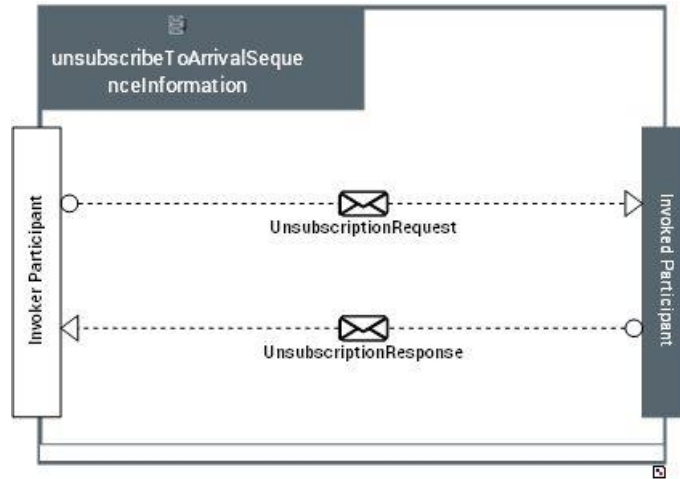 unsubscribeToArrivalSeque
nceInformation
Invoker Participant
UnsubscriptionRequest
Invoked Participant
UnsubscriptionResponse